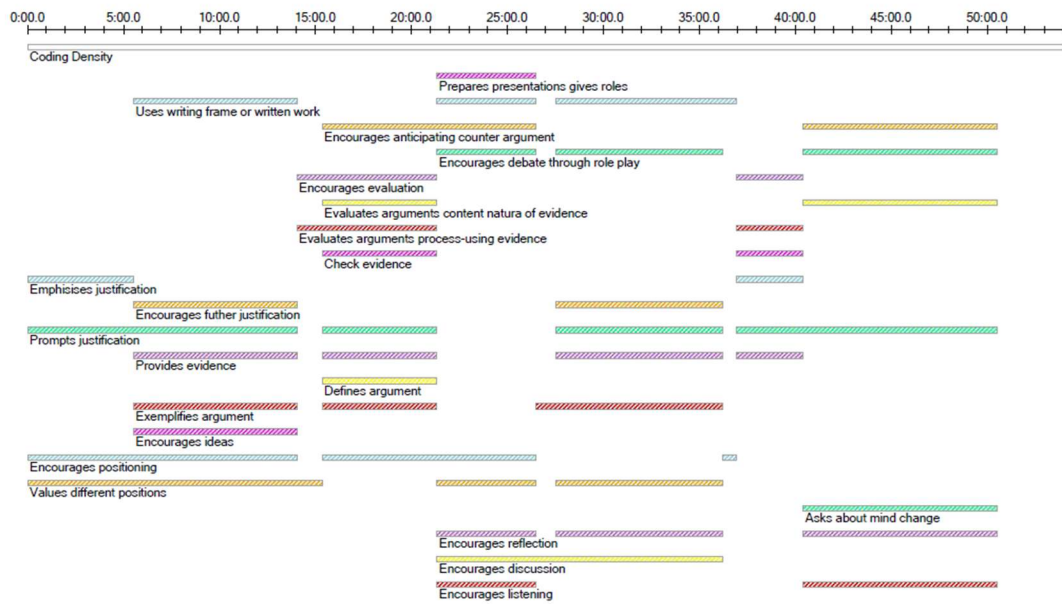 0:00.0 5:00.0 10:00.0 15:00.0 20:00.0 25:00.0 30:00.0 35:00.0 40:00.0 45:00.0 50:00.0
Coding Density
Prepares presentations gives roles
Uses writing frame or written work
Encourages anticipating counter argument
Encourages debate through role play
Encourages evaluation
Evaluates arguments content natura of evidence
Evaluates arguments process-using evidence
Check evidence
Emphisises justification
Encourages futher justification
Prompts justification
Provides evidence
Defines argument
Exemplifies argument
Encourages ideas
Encourages positioning
Values different positions
Asks about mind change
Encourages reflection
Encourages discussion
Encourages listening